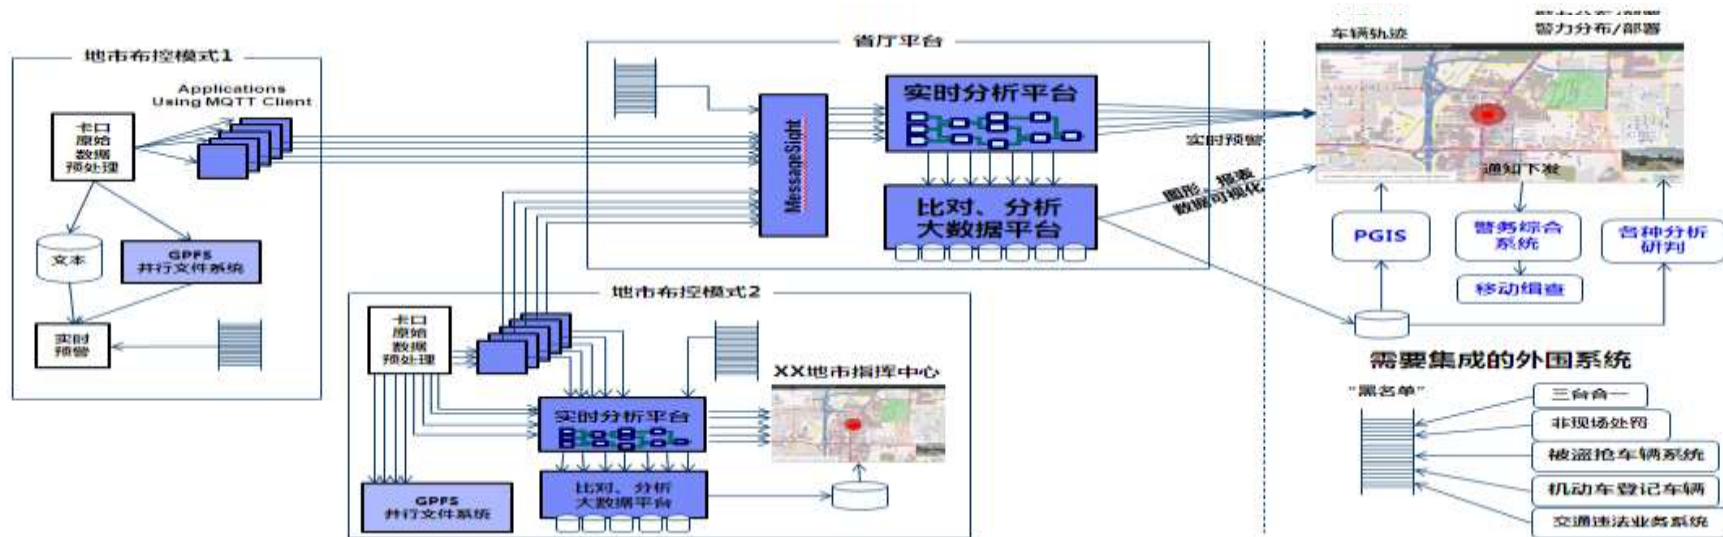 地市布控模式1
Applications
Using MQTT Client
卡口
原始
数据
预处理
文本
GPFS
并行文件系统
实时
预警
省厅平台
MessageSight
实时分析平台
比对、分析
大数据平台
实时预警
图形、报表
数据可视化
地市布控模式2
卡口
原始
数据
预处理
实时分析平台
比对、分析
大数据平台
GPFS
并行文件系统
XX地市指挥中心
车辆轨迹
警力分布/部署
警力分布/部署
通知下发
PGIS
警务综合
系统
各种分析
研判
移动缉查
需要集成的外国系统
“黑名单”
三台合一
非现场处罚
被盗抢车辆系统
机动车登记车辆
交通违法业务系统